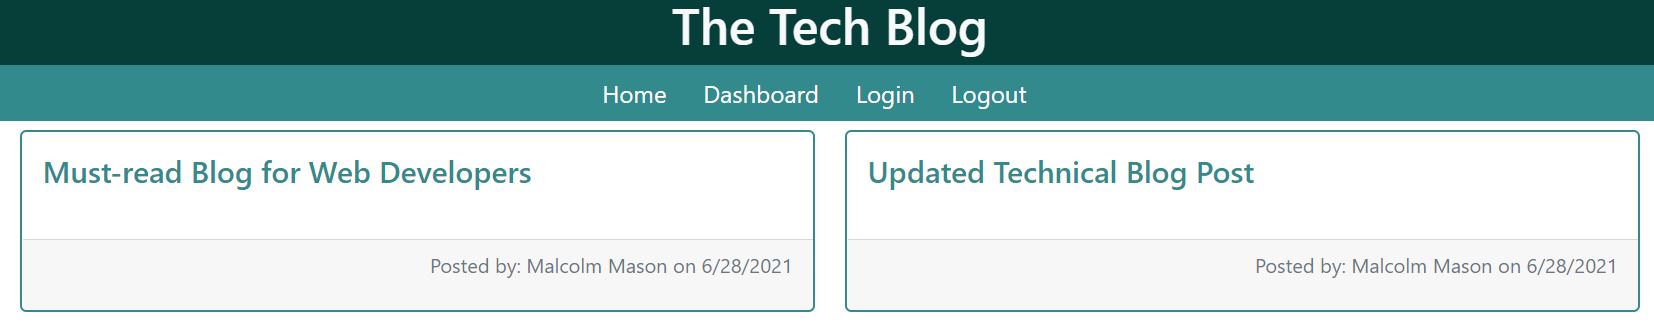 The Tech Blog
Home Dashboard Login Logout
Must-read Blog for Web Developers
Posted by: Malcolm Mason on 6/28/2021
Updated Technical Blog Post
Posted by: Malcolm Mason on 6/28/2021